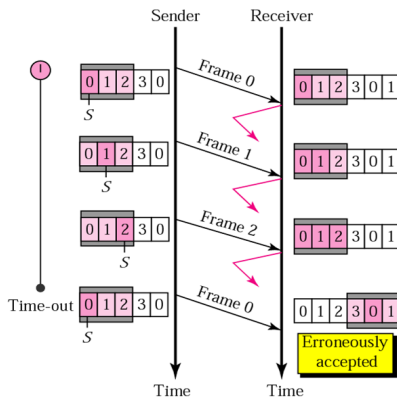 Sender Receiver
0 1 2 3 0
S
Frame 0
0 1 2 3 0 1
0 1 2 3 0
S
Frame 1
0 1 2 3 0 1
0 1 2 3 0
S
Frame 2
0 1 2 3 0 1
Time-out
0 1 2 3 0
S
Frame 0
0 1 2 3 0 1
Erroneously
accepted
Time Time